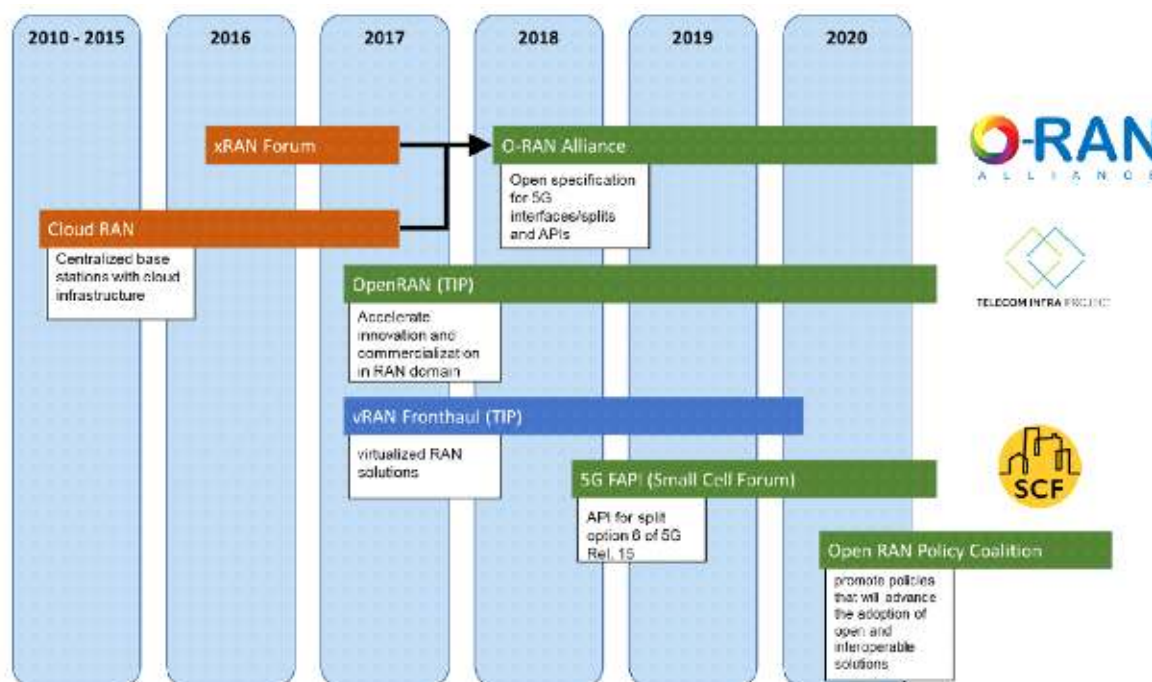 2010 - 2015
2016
2017
2018
2019
2020
xRAN Forum
O-RAN Alliance
Open specification
for 5G
interfaces/splits
and APIs
O-RAN
ALLIANCE
Cloud RAN
Centralized base
stations with cloud
infrastructure
OpenRAN (TIP)
Accelerate
innovation and
commercialization
in RAN domain
TELECOM INFRA PROJECT
vRAN Fronthaul (TIP)
virtualized RAN
solutions
5G FAPI (Small Cell Forum)
API for split
option 6 of 5G
Rel. 15
SCF
Open RAN Policy Coalition
promote policies
that will advance
the adoption of
open and
interoperable
solutions